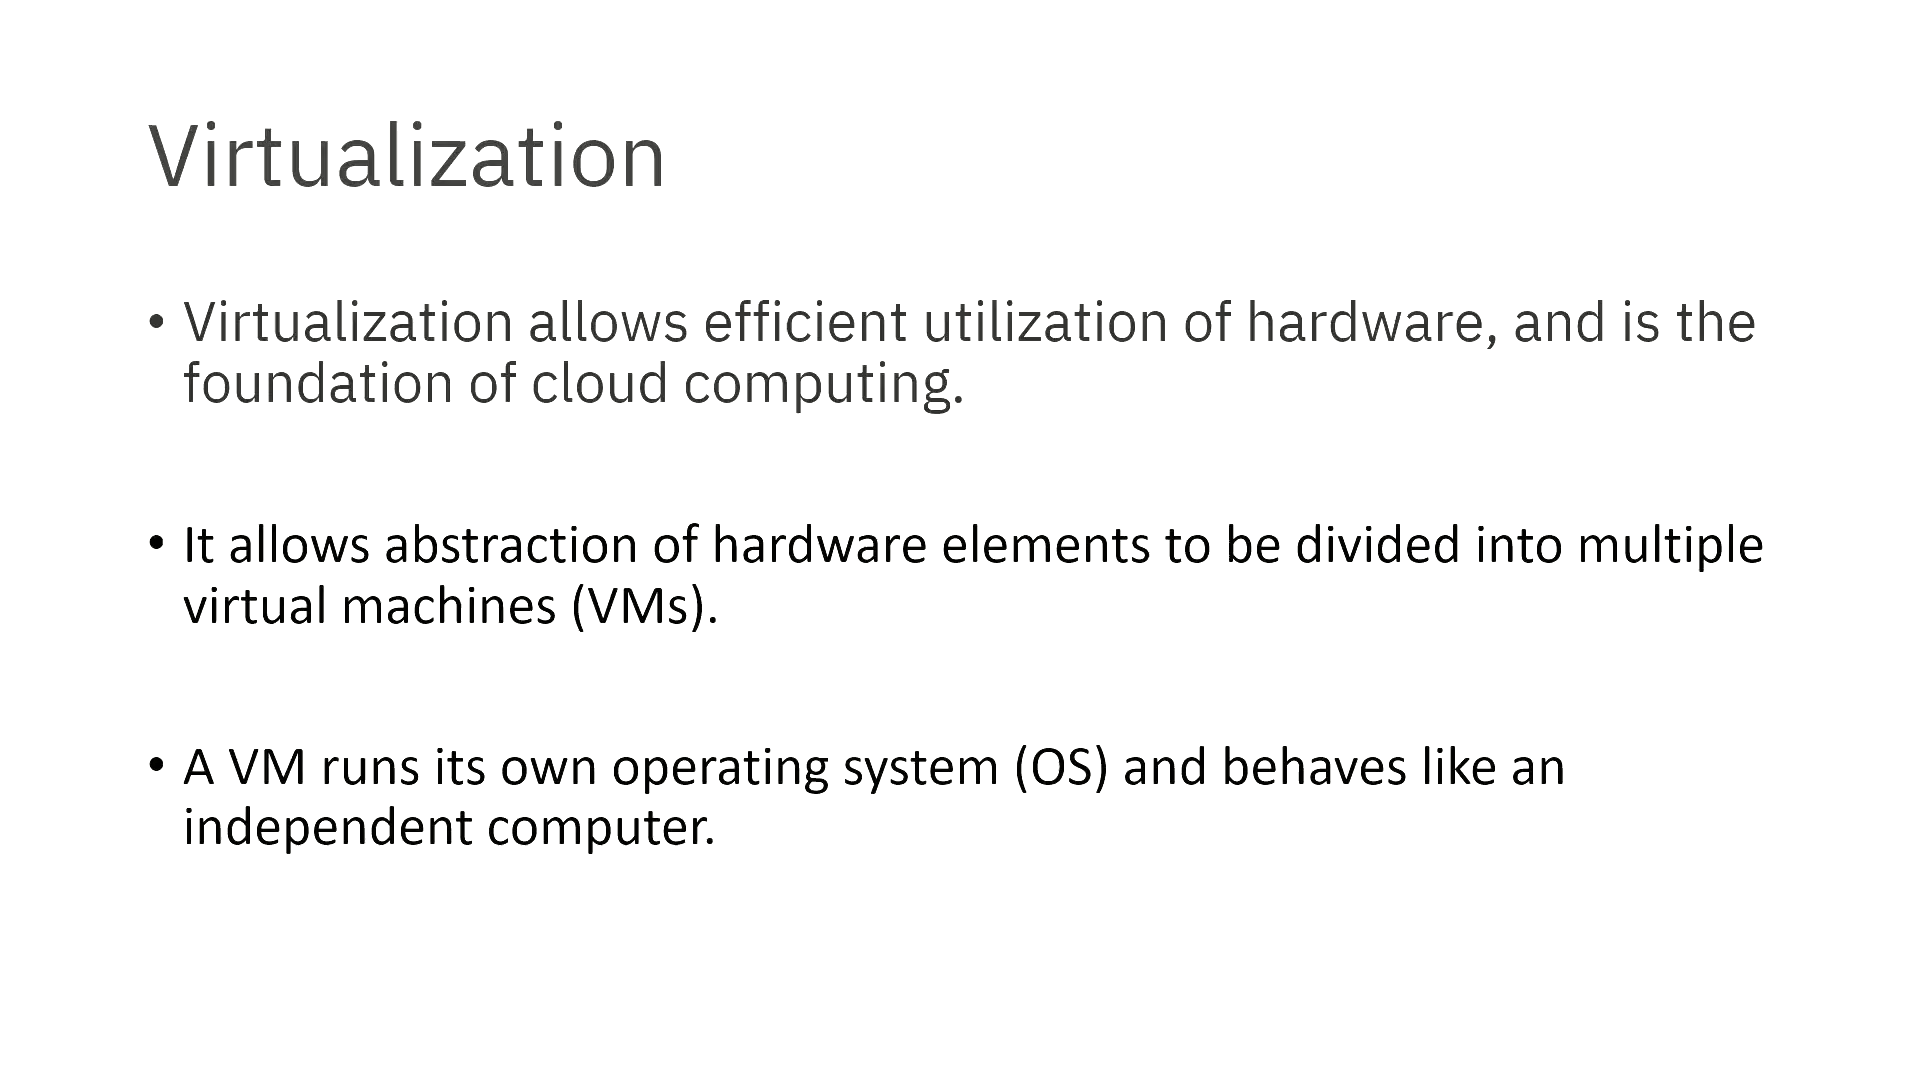 Virtualization
• Virtualization allows efficient utilization of hardware, and is the
foundation of cloud computing.
• It allows abstraction of hardware elements to be divided into multiple
virtual machines (VMs).
• A VM runs its own operating system (OS) and behaves like an
independent computer.